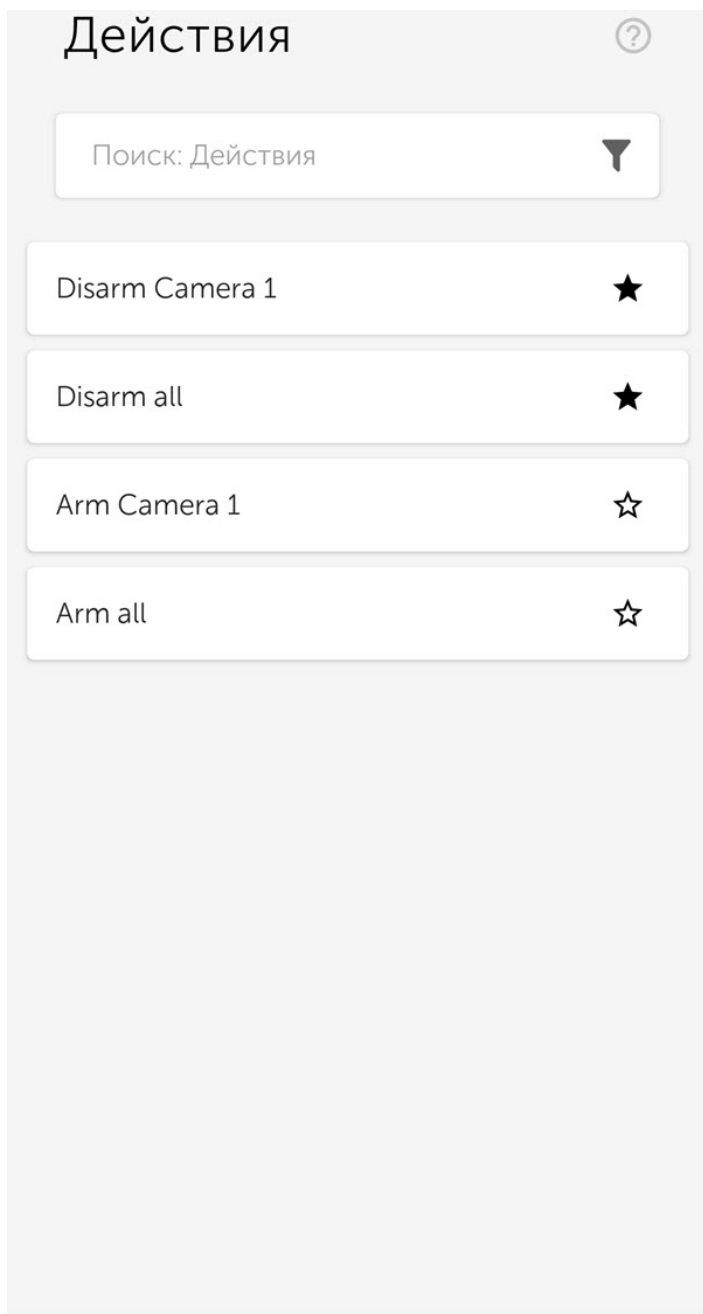 Действия
Поиск: Действия
Disarm Camera 1
Disarm all
Arm Camera 1
Arm all